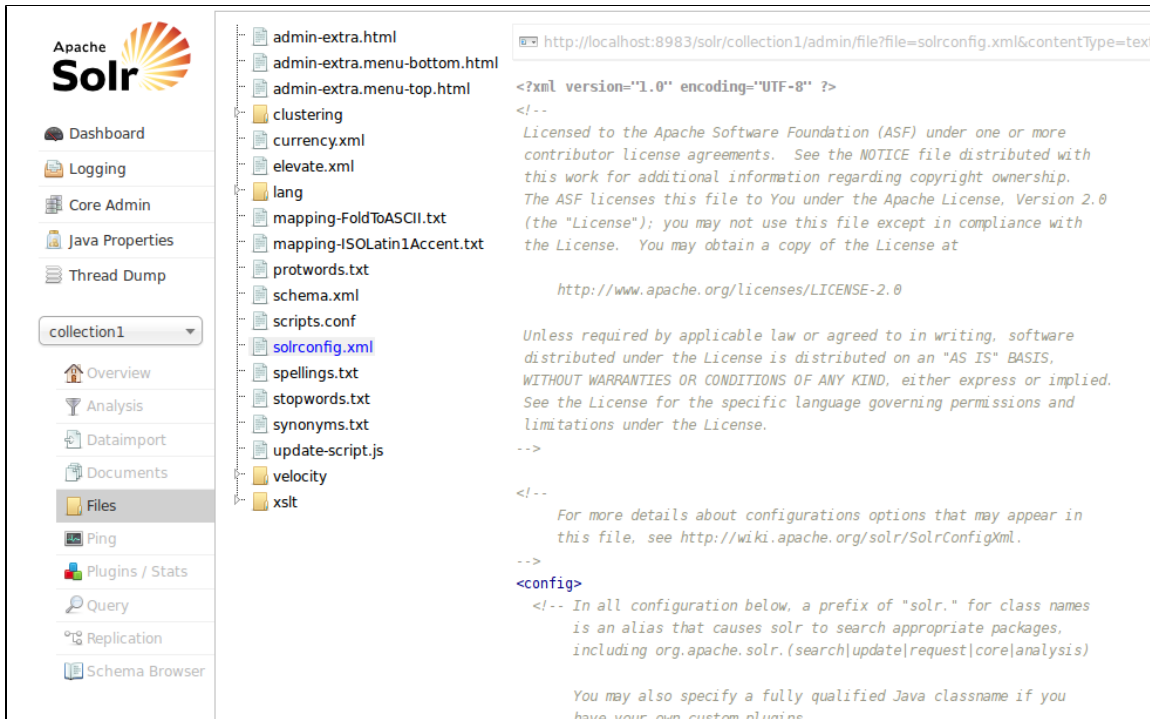 Apache
Solr
Dashboard
Logging
Core Admin
Java Properties
Thread Dump
collection1
Overview
Analysis
Dataimport
Documents
Files
Ping
Plugins / Stats
Query
Replication
Schema Browser
admin-extra.html
admin-extra.menu-bottom.html
admin-extra.menu-top.html
clustering
currency.xml
elevate.xml
lang
mapping-FoldToASCII.txt
mapping-ISOLatin1Accent.txt
protwords.txt
schema.xml
scripts.conf
solrconfig.xml
spellings.txt
stopwords.txt
synonyms.txt
update-script.js
velocity
xslt
http://localhost:8983/solr/collection1/admin/file?file=solrconfig.xml&contentType=tex
<?xml version="1.0" encoding="UTF-8" ?>
<!--
Licensed to the Apache Software Foundation (ASF) under one or more
contributor license agreements.  See the NOTICE file distributed with
this work for additional information regarding copyright ownership.
The ASF licenses this file to You under the Apache License, Version 2.0
(the "License"); you may not use this file except in compliance with
the License.  You may obtain a copy of the License at
http://www.apache.org/licenses/LICENSE-2.0
Unless required by applicable law or agreed to in writing, software
distributed under the License is distributed on an "AS IS" BASIS,
WITHOUT WARRANTIES OR CONDITIONS OF ANY KIND, either express or implied.
See the License for the specific language governing permissions and
limitations under the License.
-->
<!--
For more details about configurations options that may appear in
this file, see http://wiki.apache.org/solr/SolrConfigXml.
-->
<config>
<!-- In all configuration below, a prefix of "solr." for class names
is an alias that causes solr to search appropriate packages,
including org.apache.solr.(search|update|request|core|analysis)
You may also specify a fully qualified Java classname if you
have your own custom plugins.